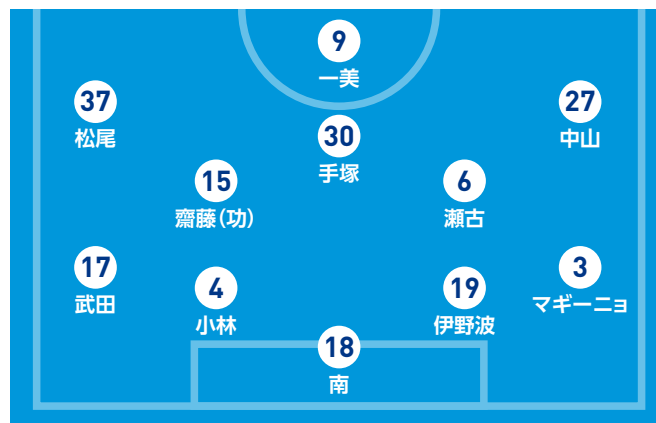 9
一美
37
松尾
27
中山
30
手塚
15
齋藤(功)
6
瀬古
17
武田
3
マギーニョ
4
小林
19
伊野波
18
南